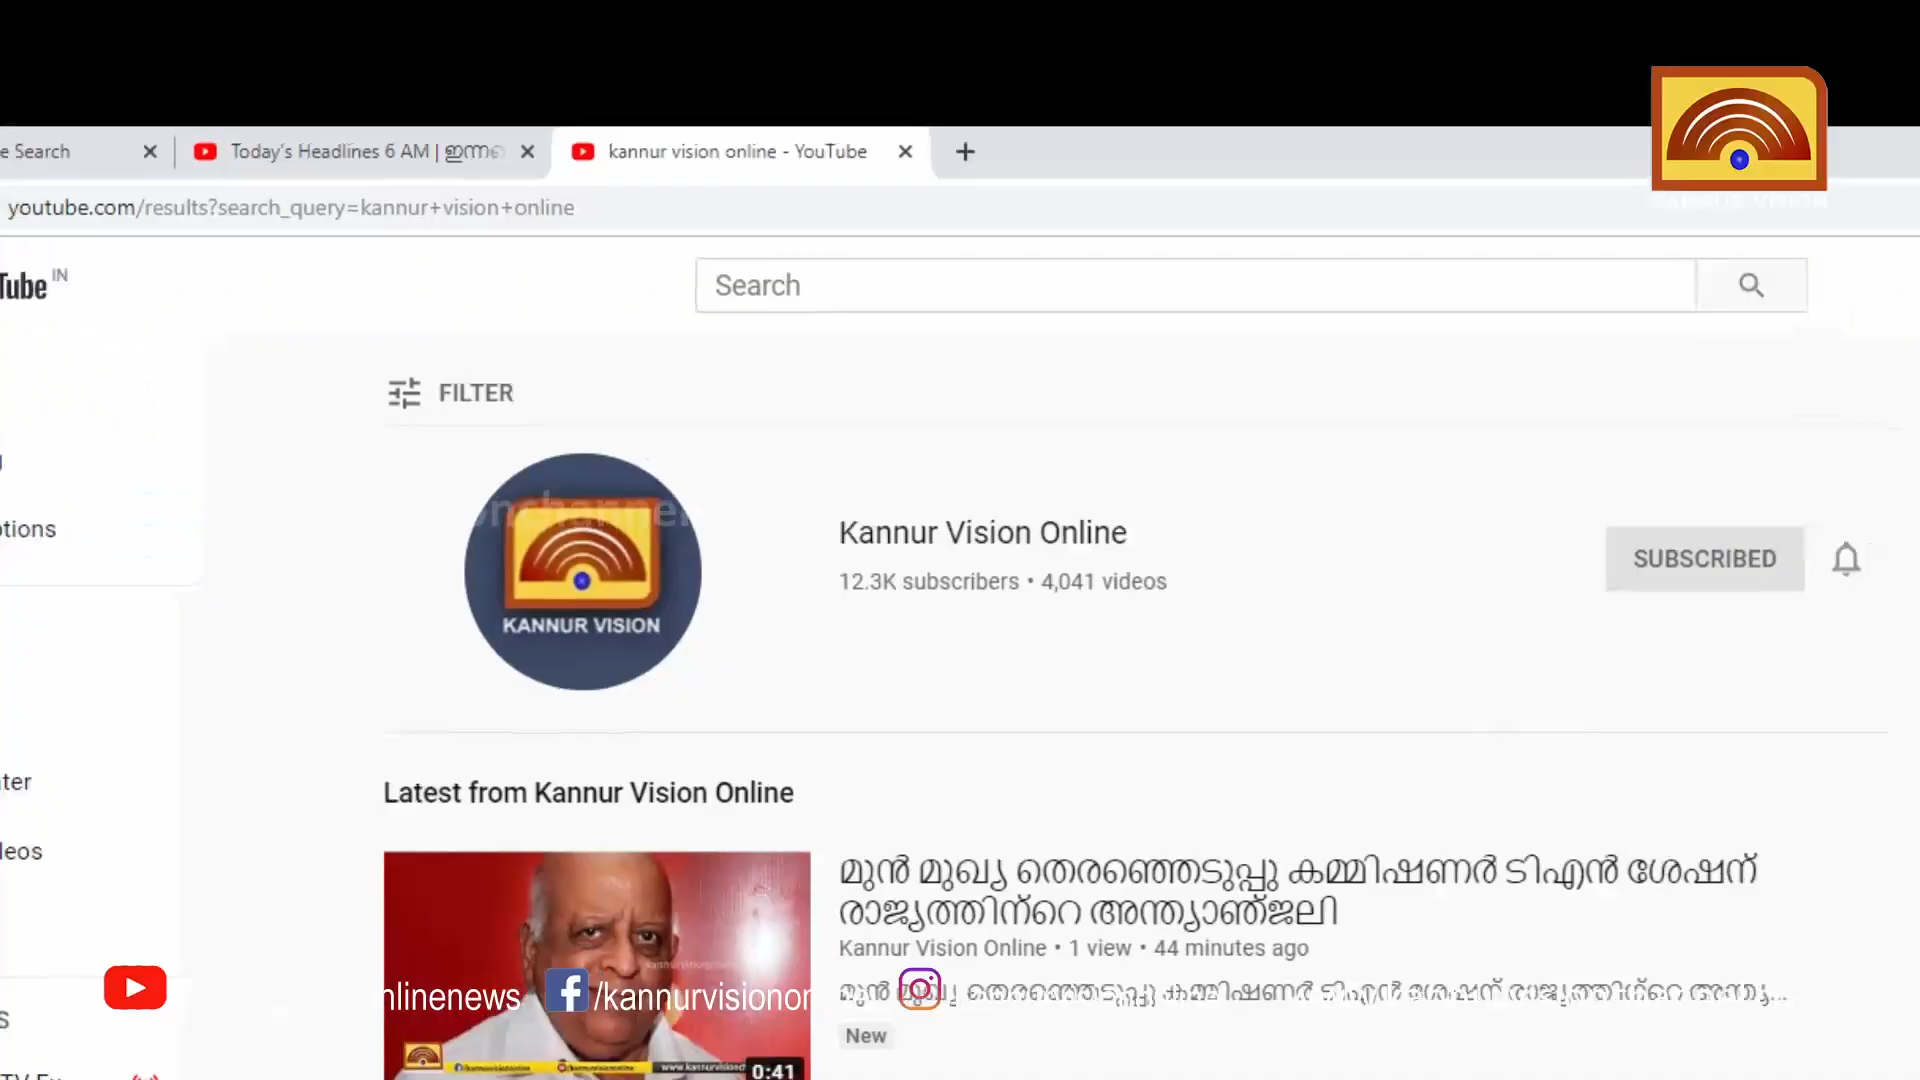 e Search
Today's Headlines 6 AM | ഇന്നത്
kannur vision online - YouTube
youtube.com/results?search_query=kannur+vision+online
Tube IN
Search
FILTER
KANNUR VISION
Kannur Vision Online
12.3K subscribers • 4,041 videos
SUBSCRIBED
Latest from Kannur Vision Online
മുൻ മുഖ്യ തെരഞ്ഞെടുപ്പു കമ്മിഷണർ ടിഎൻ ശേഷന്
രാജ്യത്തിന്റെ അന്ത്യാഞ്ജലി
Kannur Vision Online • 1 view • 44 minutes ago
nlinenews
/kannurvisionon
New
0:41